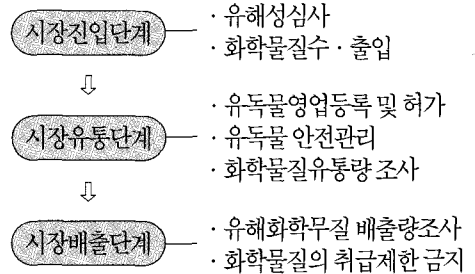 시장진입단계
· 유해성심사
· 화학물질수 · 출입
⇩
시장유통단계
· 유독물영업등록 및 허가
· 유독물 안전관리
· 화학물질유통량 조사
⇩
시장배출단계
· 유해화학무질 배출량조사
· 화학물질의 취급제한 금지